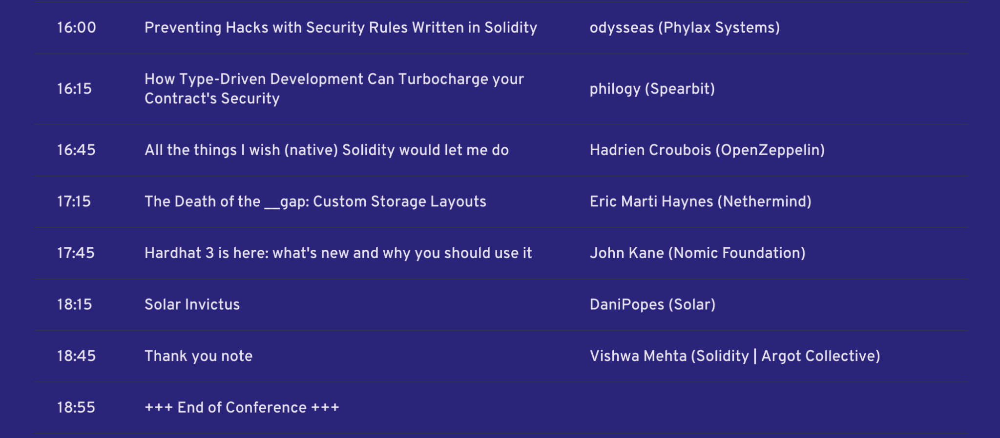 16:00 Preventing Hacks with Security Rules Written in Solidity odysseas (Phylax Systems)
16:15 How Type-Driven Development Can Turbocharge your
Contract's Security philogy (Spearbit)
16:45 All the things I wish (native) Solidity would let me do Hadrien Croubois (OpenZeppelin)
17:15 The Death of the __gap: Custom Storage Layouts Eric Marti Haynes (Nethermind)
17:45 Hardhat 3 is here: what's new and why you should use it John Kane (Nomic Foundation)
18:15 Solar Invictus DaniPopes (Solar)
18:45 Thank you note Vishwa Mehta (Solidity | Argot Collective)
18:55 +++ End of Conference +++